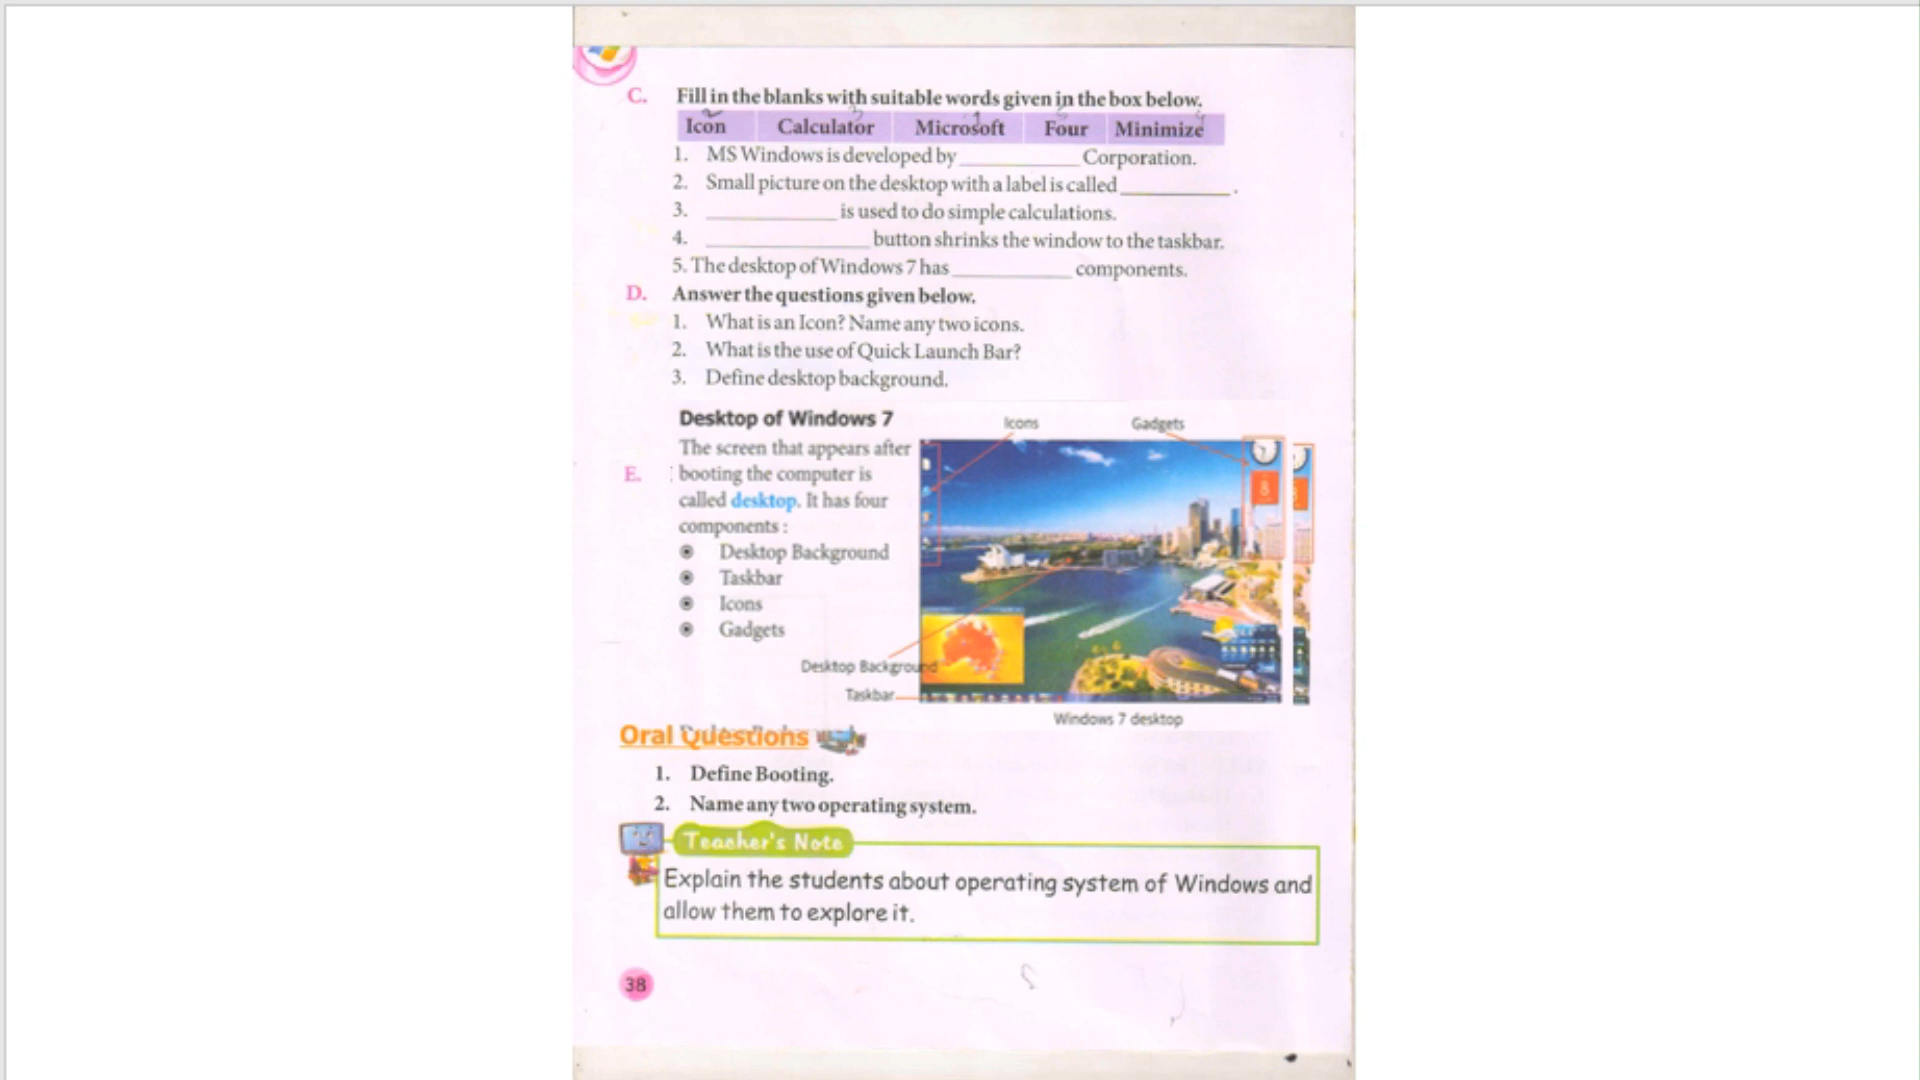 C. Fill in the blanks with suitable words given in the box below.
Icon Calculator Microsoft Four Minimize
1. MS Windows is developed by ____________ Corporation.
2. Small picture on the desktop with a label is called ___________ .
3. _____________ is used to do simple calculations.
4. ________________ button shrinks the window to the taskbar.
5. The desktop of Windows 7 has ____________ components.
D. Answer the questions given below.
1. What is an Icon? Name any two icons.
2. What is the use of Quick Launch Bar?
3. Define desktop background.
Desktop of Windows 7
The screen that appears after
E. booting the computer is
called desktop. It has four
components :
Desktop Background
Taskbar
Icons
Gadgets
Icons
Gadgets
Desktop Background
Taskbar
Windows 7 desktop
Oral Questions
1. Define Booting.
2. Name any two operating system.
Teacher's Note
Explain the students about operating system of Windows and
allow them to explore it.
38